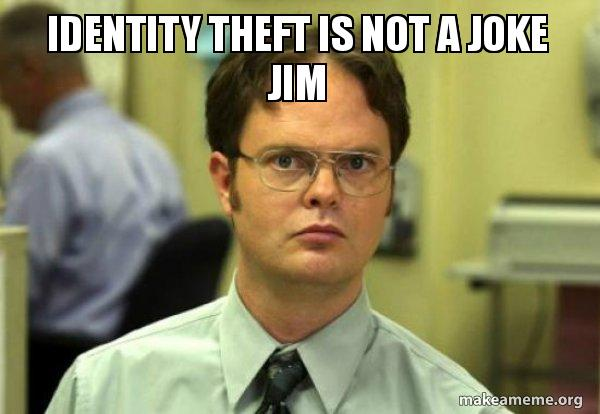 IDENTITY THEFT IS NOT A JOKE
JIM
makeameme.org